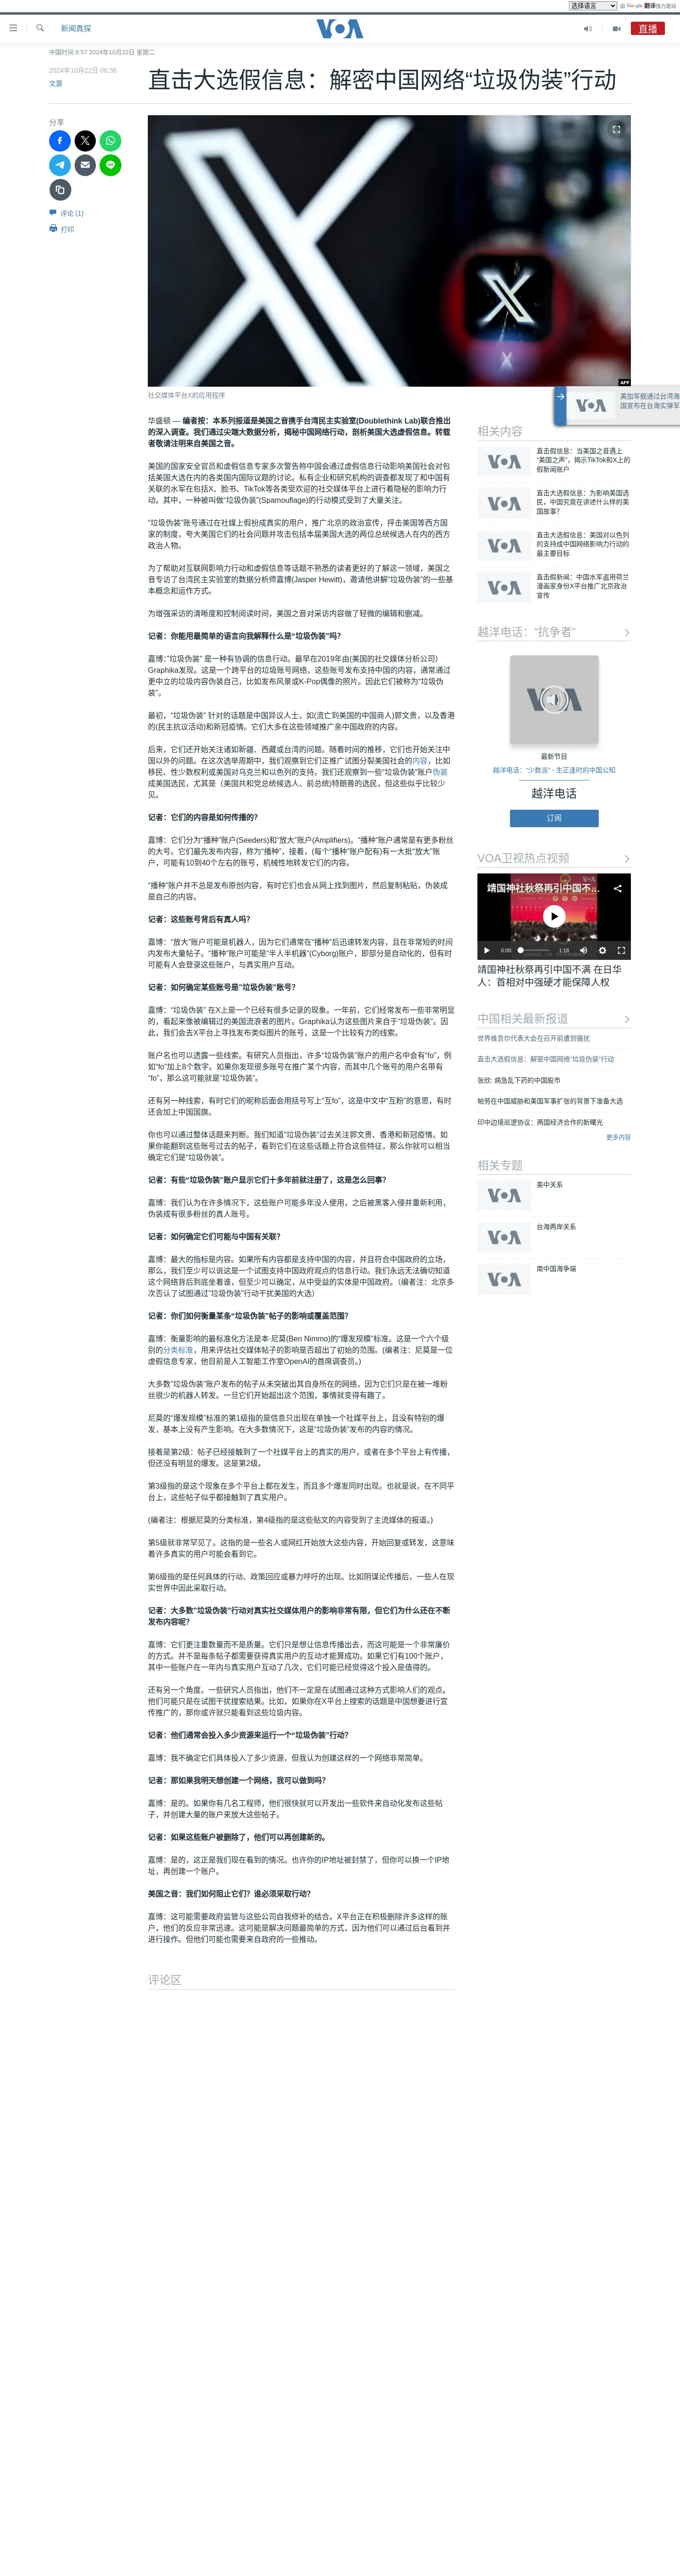 选择语言 由 Google 翻译强力驱动
新闻真探
VOA
直播
中国时间 6:57 2024年10月22日 星期二
2024年10月22日 06:36
文灏
直击大选假信息：解密中国网络“垃圾伪装”行动
分享
评论 (1)
打印
AFP
社交媒体平台X的应用程序
华盛顿 — 编者按：本系列报道是美国之音携手台湾民主实验室(Doublethink Lab)联合推出
的深入调查。我们通过尖端大数据分析，揭秘中国网络行动，剖析美国大选虚假信息。转载
者敬请注明来自美国之音。
美国的国家安全官员和虚假信息专家多次警告称中国会通过虚假信息行动影响美国社会对包
括美国大选在内的各类国内国际议题的讨论。私有企业和研究机构的调查都发现了和中国有
关联的水军在包括X、脸书、TikTok等各类受欢迎的社交媒体平台上进行着隐秘的影响力行
动。其中，一种被叫做“垃圾伪装”(Spamouflage)的行动模式受到了大量关注。
“垃圾伪装”账号通过在社媒上假扮成真实的用户，推广北京的政治宣传，抨击美国等西方国
家的制度，夸大美国它们的社会问题并攻击包括本届美国大选的两位总统候选人在内的西方
政治人物。
为了帮助对互联网影响力行动和虚假信息等话题不熟悉的读者更好的了解这一领域，美国之
音专访了台湾民主实验室的数据分析师嘉博(Jasper Hewitt)，邀请他讲解“垃圾伪装”的一些基
本概念和运作方式。
为了增强采访的清晰度和控制阅读时间，美国之音对采访内容做了轻微的编辑和删减。
记者：你能用最简单的语言向我解释什么是“垃圾伪装”吗？
嘉博：“垃圾伪装” 是一种有协调的信息行动。最早在2019年由(美国的社交媒体分析公司）
Graphika发现。这是一个跨平台的垃圾账号网络，这些账号发布支持中国的内容，通常通过
更中立的垃圾内容伪装自己，比如发布风景或K-Pop偶像的照片。因此它们被称为“垃圾伪
装”。
最初，“垃圾伪装” 针对的话题是中国异议人士，如(流亡到美国的中国商人)郭文贵，以及香港
的(民主抗议活动)和新冠疫情。它们大多在这些领域推广亲中国政府的内容。
后来，它们还开始关注诸如新疆、西藏或台湾的问题。随着时间的推移，它们也开始关注中
国以外的问题。在这次选举周期中，我们观察到它们正推广试图分裂美国社会的内容，比如
移民、性少数权利或美国对乌克兰和以色列的支持。我们还观察到一些“垃圾伪装”账户伪装
成美国选民，尤其是（美国共和党总统候选人、前总统)特朗普的选民，但这些似乎比较少
见。
记者：它们的内容是如何传播的？
嘉博：它们分为“播种”账户(Seeders)和“放大”账户(Amplifiers)。“播种”账户通常是有更多粉丝
的大号。它们最先发布内容，称为“播种”，接着，(每个“播种”账户配有)有一大批“放大”账
户，可能有10到40个左右的账号，机械性地转发它们的内容。
“播种”账户并不总是发布原创内容，有时它们也会从网上找到图片，然后复制粘贴，伪装成
是自己的内容。
记者：这些账号背后有真人吗？
嘉博：“放大”账户可能是机器人，因为它们通常在“播种”后迅速转发内容，且在非常短的时间
内发布大量帖子。“播种”账户可能是“半人半机器”(Cyborg)账户，即部分是自动化的，但有时
可能有人会登录这些账户，与真实用户互动。
记者：如何确定某些账号是“垃圾伪装”账号？
嘉博：“垃圾伪装” 在X上是一个已经有很多记录的现象。一年前，它们经常发布一些非常明显
的，看起来像被编辑过的美国流浪者的图片。Graphika认为这些图片来自于“垃圾伪装”。因
此，我们会去X平台上寻找发布类似图片的账号，这是一个比较有力的线索。
账户名也可以透露一些线索。有研究人员指出，许多“垃圾伪装”账户的用户名中会有“fo”，例
如“fo”加上8个数字。如果你发现很多账号在推广某个内容，而其中几个账号的用户名带有
“fo”，那么这可能就是“垃圾伪装”。
还有另一种线索，有时它们的昵称后面会用括号写上“互fo”，这是中文中“互粉”的意思，有时
还会加上中国国旗。
你也可以通过整体话题来判断。我们知道“垃圾伪装”过去关注郭文贵、香港和新冠疫情。如
果你能翻到这些账号过去的帖子，看到它们在这些话题上符合这些特征，那么你就可以相当
确定它们是“垃圾伪装”。
记者：有些“垃圾伪装”账户显示它们十多年前就注册了，这是怎么回事？
嘉博：我们认为在许多情况下，这些账户可能多年没人使用，之后被黑客入侵并重新利用，
伪装成有很多粉丝的真人账号。
记者：如何确定它们可能与中国有关联？
嘉博：最大的指标是内容。如果所有内容都是支持中国的内容，并且符合中国政府的立场，
那么，我们至少可以说这是一个试图支持中国政府观点的信息行动。我们永远无法确切知道
这个网络背后到底坐着谁，但至少可以确定，从中受益的实体是中国政府。（编者注：北京多
次否认了试图通过“垃圾伪装”行动干扰美国的大选）
记者：你们如何衡量某条“垃圾伪装”帖子的影响或覆盖范围？
嘉博：衡量影响的最标准化方法是本·尼莫(Ben Nimmo)的“爆发规模”标准。这是一个六个级
别的分类标准，用来评估社交媒体帖子的影响是否超出了初始的范围。(编者注：尼莫是一位
虚假信息专家，他目前是人工智能工作室OpenAI的首席调查员。)
大多数“垃圾伪装”账户发布的帖子从未突破出其自身所在的网络，因为它们只是在被一堆粉
丝很少的机器人转发。一旦它们开始超出这个范围，事情就变得有趣了。
尼莫的“爆发规模”标准的第1级指的是信息只出现在单独一个社媒平台上，且没有特别的爆
发，基本上没有产生影响。在大多数情况下，这是“垃圾伪装”发布的内容的情况。
接着是第2级：帖子已经接触到了一个社媒平台上的真实的用户，或者在多个平台上有传播，
但还没有明显的爆发。这是第2级。
第3级指的是这个现象在多个平台上都在发生，而且多个爆发同时出现。也就是说，在不同平
台上，这些帖子似乎都接触到了真实用户。
(编者注：根据尼莫的分类标准，第4级指的是这些贴文的内容受到了主流媒体的报道。)
第5级就非常罕见了。这指的是一些名人或网红开始放大这些内容，开始回复或转发，这意味
着许多真实的用户可能会看到它。
第6级指的是任何具体的行动、政策回应或暴力呼吁的出现。比如阴谋论传播后，一些人在现
实世界中因此采取行动。
记者：大多数“垃圾伪装”行动对真实社交媒体用户的影响非常有限，但它们为什么还在不断
发布内容呢？
嘉博：它们更注重数量而不是质量。它们只是想让信息传播出去，而这可能是一个非常廉价
的方式。并不是每条帖子都需要获得真实用户的互动才能算成功。如果它们有100个账户，
其中一些账户在一年内与真实用户互动了几次，它们可能已经觉得这个投入是值得的。
还有另一个角度。一些研究人员指出，他们不一定是在试图通过这种方式影响人们的观点。
他们可能只是在试图干扰搜索结果。比如，如果你在X平台上搜索的话题是中国想要进行宣
传推广的，那你或许就只能看到这些垃圾内容。
记者：他们通常会投入多少资源来运行一个“垃圾伪装”行动？
嘉博：我不确定它们具体投入了多少资源，但我认为创建这样的一个网络非常简单。
记者：那如果我明天想创建一个网络，我可以做到吗？
嘉博：是的。如果你有几名工程师，他们很快就可以开发出一些软件来自动化发布这些帖
子，并创建大量的账户来放大这些帖子。
记者：如果这些账户被删除了，他们可以再创建新的。
嘉博：是的，这正是我们现在看到的情况。也许你的IP地址被封禁了，但你可以换一个IP地
址，再创建一个账户。
美国之音：我们如何阻止它们？谁必须采取行动？
嘉博：这可能需要政府监管与这些公司自我修补的结合。X平台正在积极删除许多这样的账
户，他们的反应非常迅速。这可能是解决问题最简单的方式，因为他们可以通过后台看到并
进行操作。但他们可能也需要来自政府的一些推动。
评论区
VOA
美加军舰通过台湾海
国宣布在台海实弹军
相关内容
VOA
直击假信息：当美国之音遇上
“美国之声”，揭示TikTok和X上的
假新闻账户
VOA
直击大选假信息：为影响美国选
民，中国究竟在讲述什么样的美
国故事？
VOA
直击大选假信息：美国对以色列
的支持成中国网络影响力行动的
最主要目标
VOA
直击假新闻：中国水军盗用荷兰
漫画家身份X平台推广北京政治
宣传
越洋电话：“抗争者”
VOA
最新节目
越洋电话：“少数派” - 生正逢时的中国公知
越洋电话
订阅
VOA卫视热点视频
靖国神社秋祭再引中国不...
0:00 1:18
靖国神社秋祭再引中国不满 在日华
人：首相对中强硬才能保障人权
中国相关最新报道
世界维吾尔代表大会在召开前遭到骚扰
直击大选假信息：解密中国网络“垃圾伪装”行动
张欣: 病急乱下药的中国股市
帕劳在中国威胁和美国军事扩张的背景下准备大选
印中边境巡逻协议：两国经济合作的新曙光
更多内容
相关专题
VOA
美中关系
VOA
台海两岸关系
VOA
南中国海争端